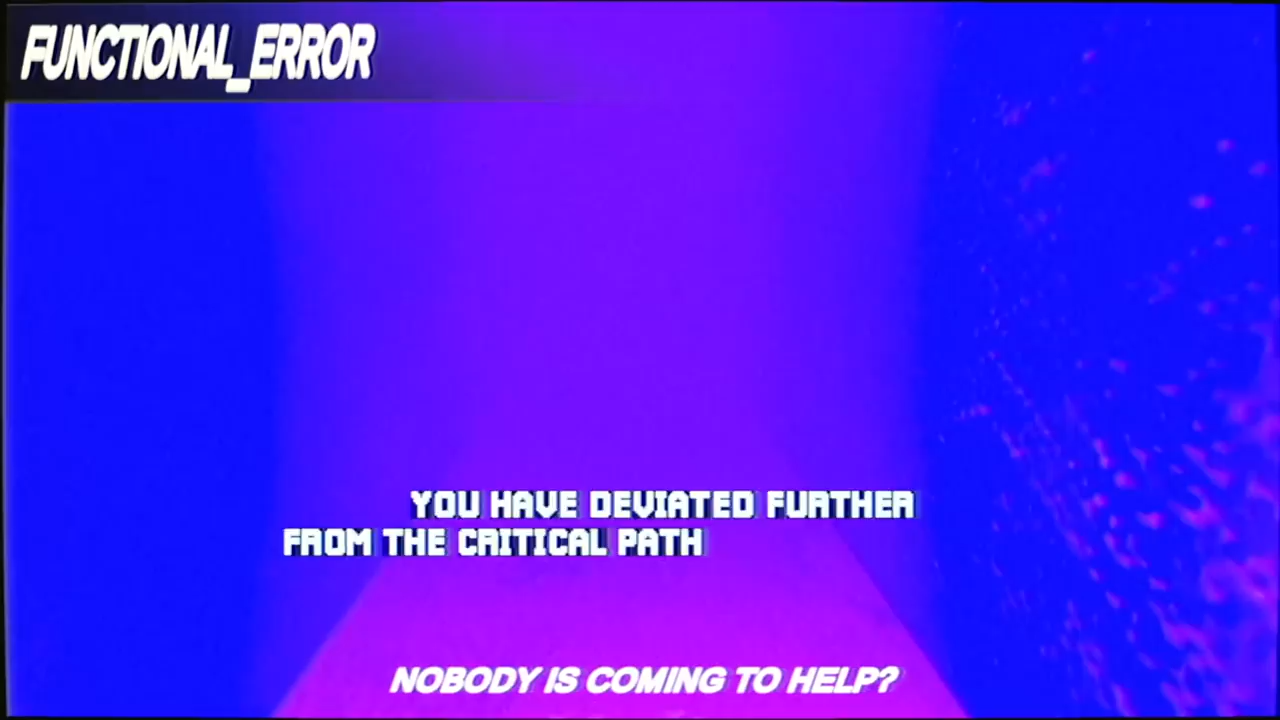 FUNCTIONAL_ERROR
YOU HAVE DEVIATED FURTHER
FROM THE CRITICAL PATH
NOBODY IS COMING TO HELP?